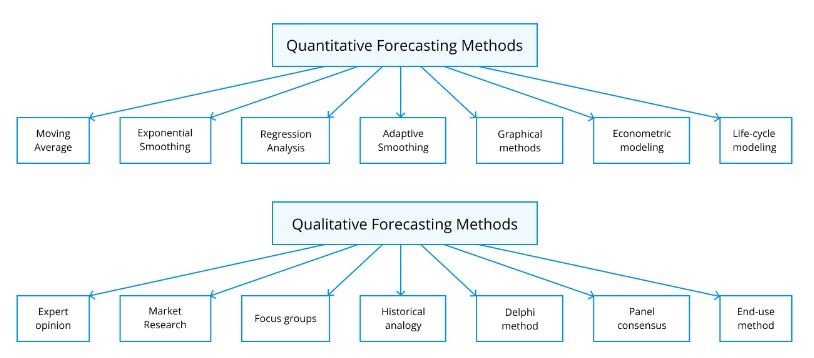 Quantitative Forecasting Methods
Moving
Average
Exponential
Smoothing
Regression
Analysis
Adaptive
Smoothing
Graphical
methods
Econometric
modeling
Life-cycle
modeling
Qualitative Forecasting Methods
Expert
opinion
Market
Research
Focus groups
Historical
analogy
Delphi
method
Panel
consensus
End-use
method